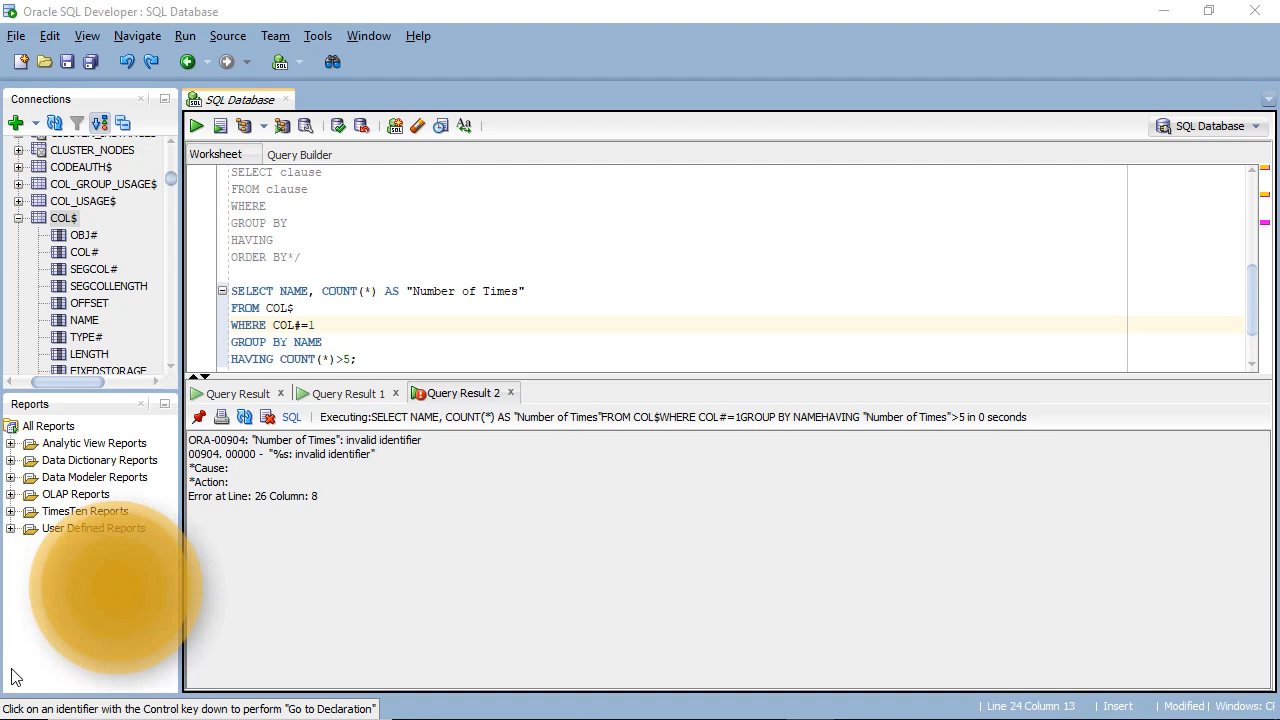 Oracle SQL Developer : SQL Database
File Edit View Navigate Run Source Team Tools Window Help
Connections
CLUSTER_NODES
CODEAUTH$
COL_GROUP_USAGE$
COL_USAGE$
COL$
OBJ#
COL#
SEGCOL#
SEGCOLLENGTH
OFFSET
NAME
TYPE#
LENGTH
FIXEDSTORAGE
Reports
All Reports
Analytic View Reports
Data Dictionary Reports
Data Modeler Reports
OLAP Reports
TimesTen Reports
User Defined Reports
SQL Database
SQL Database
Worksheet Query Builder
SELECT clause
FROM clause
WHERE
GROUP BY
HAVING
ORDER BY*/
SELECT NAME, COUNT(*) AS "Number of Times"
FROM COL$
WHERE COL#=1
GROUP BY NAME
HAVING COUNT(*)>5;
Query Result Query Result 1 Query Result 2
SQL Executing:SELECT NAME, COUNT(*) AS "Number of Times"FROM COL$WHERE COL#=1GROUP BY NAMEHAVING "Number of Times">5 in 0 seconds
ORA-00904: "Number of Times": invalid identifier
00904. 00000 - "%s: invalid identifier"
*Cause:
*Action:
Error at Line: 26 Column: 8
Click on an identifier with the Control key down to perform "Go to Declaration"
Line 24 Column 13 Insert Modified Windows: